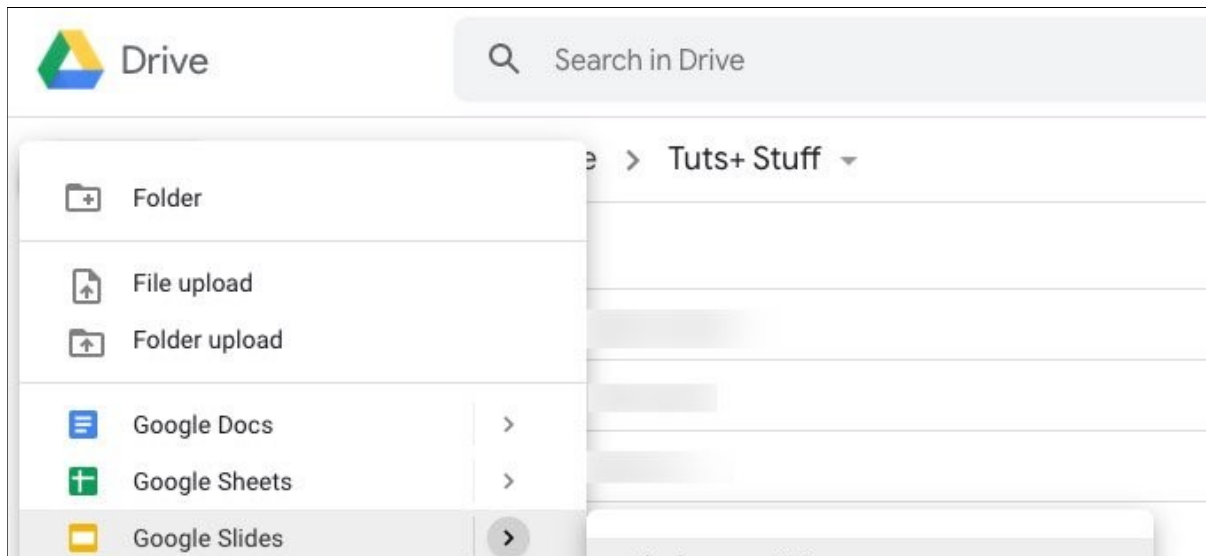 Drive
Search in Drive
e > Tuts+ Stuff
Folder
File upload
Folder upload
Google Docs
Google Sheets
Google Slides